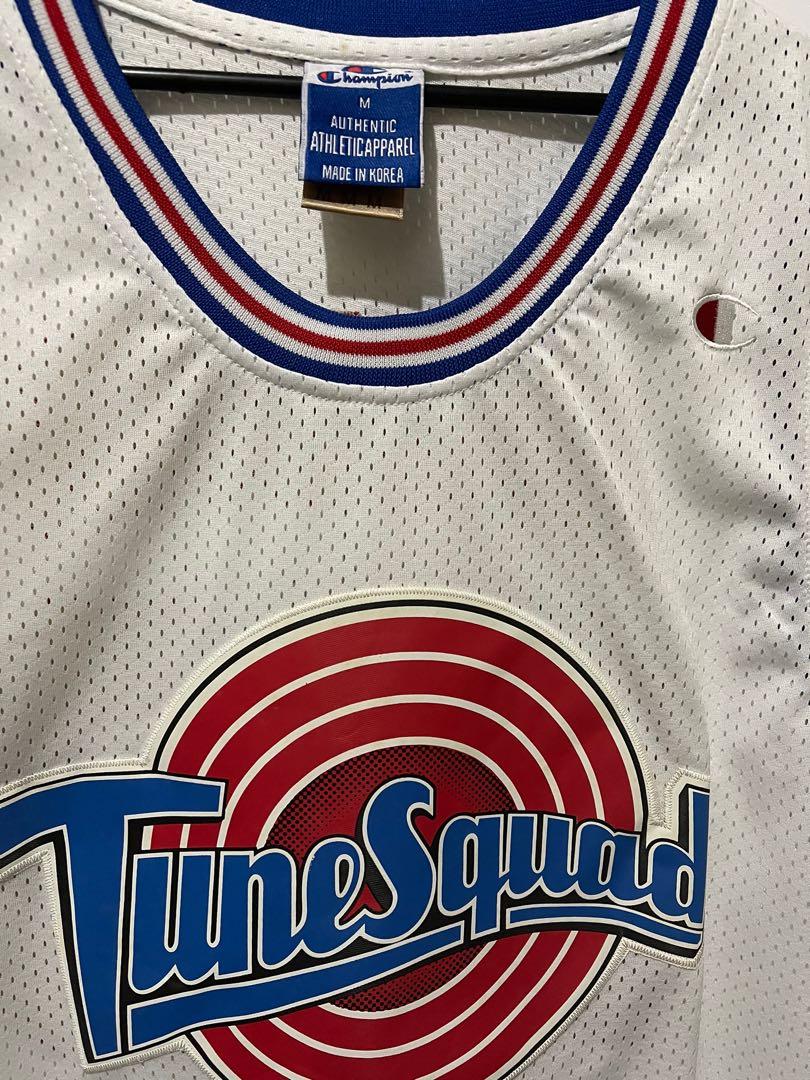 Champion
M
AUTHENTIC
ATHLETICAPPAREL
MADE IN KOREA
TuneSquad